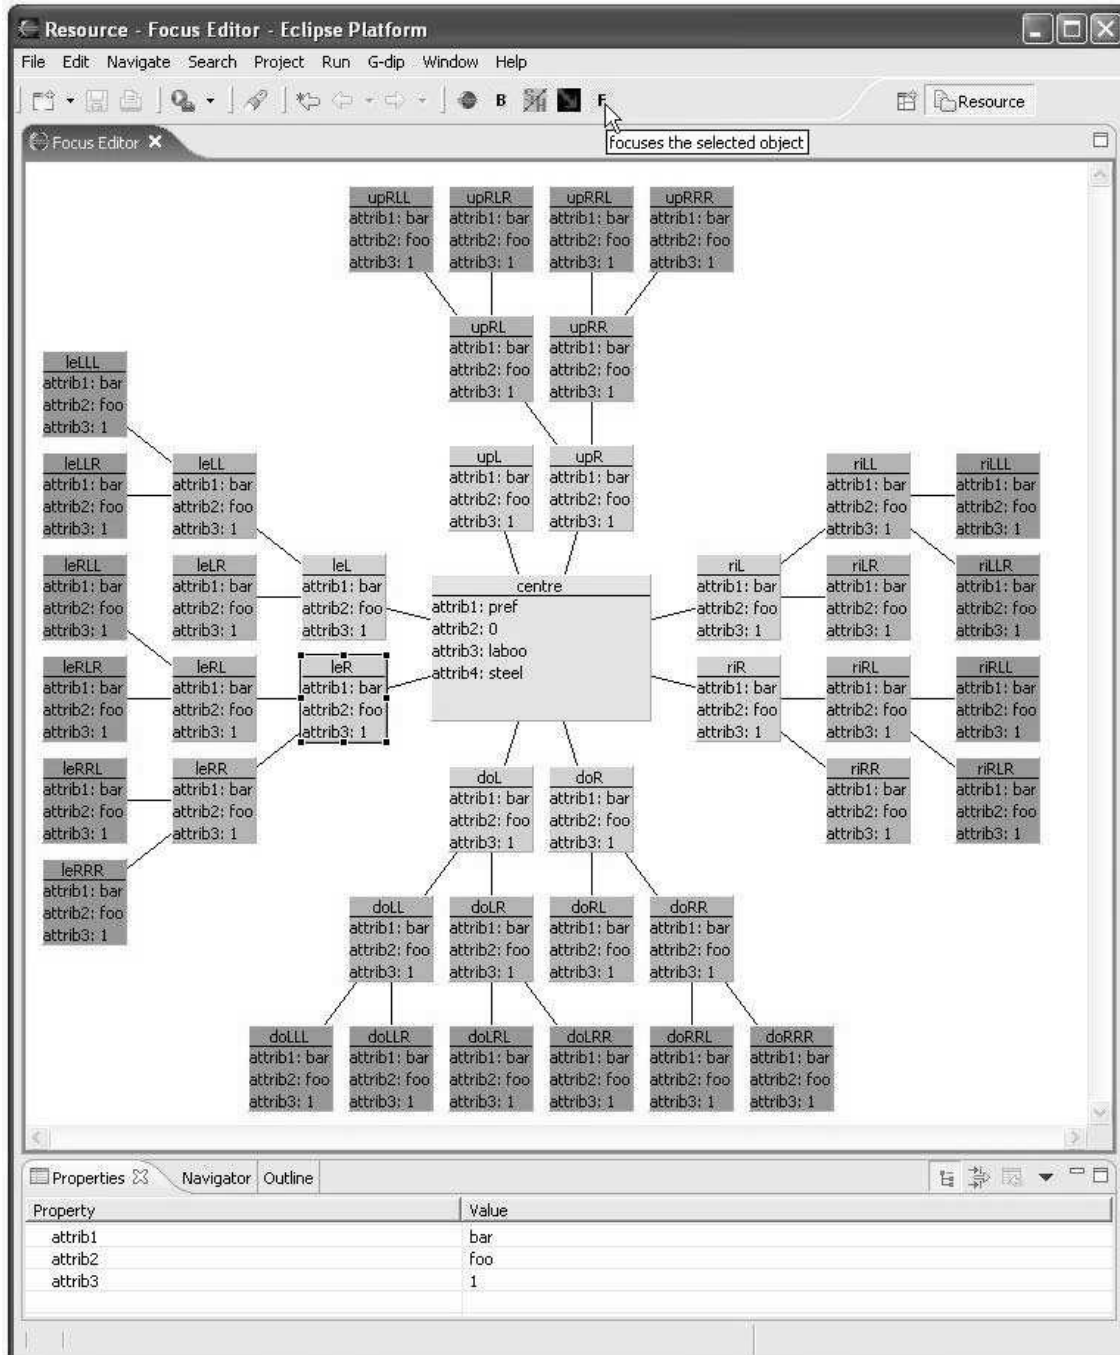 Resource - Focus Editor - Eclipse Platform
File Edit Navigate Search Project Run G-dip Window Help
B F Resource
focuses the selected object
Focus Editor
upRLL
attrib1: bar
attrib2: foo
attrib3: 1
upRLR
attrib1: bar
attrib2: foo
attrib3: 1
upRRL
attrib1: bar
attrib2: foo
attrib3: 1
upRRR
attrib1: bar
attrib2: foo
attrib3: 1
upRL
attrib1: bar
attrib2: foo
attrib3: 1
upRR
attrib1: bar
attrib2: foo
attrib3: 1
leLLL
attrib1: bar
attrib2: foo
attrib3: 1
upL
attrib1: bar
attrib2: foo
attrib3: 1
upR
attrib1: bar
attrib2: foo
attrib3: 1
leLLR
attrib1: bar
attrib2: foo
attrib3: 1
leLL
attrib1: bar
attrib2: foo
attrib3: 1
riLL
attrib1: bar
attrib2: foo
attrib3: 1
riLLL
attrib1: bar
attrib2: foo
attrib3: 1
leRLL
attrib1: bar
attrib2: foo
attrib3: 1
leLR
attrib1: bar
attrib2: foo
attrib3: 1
leL
attrib1: bar
attrib2: foo
attrib3: 1
centre
attrib1: pref
attrib2: 0
attrib3: laboo
attrib4: steel
riL
attrib1: bar
attrib2: foo
attrib3: 1
riLR
attrib1: bar
attrib2: foo
attrib3: 1
riLLR
attrib1: bar
attrib2: foo
attrib3: 1
leRLR
attrib1: bar
attrib2: foo
attrib3: 1
leRL
attrib1: bar
attrib2: foo
attrib3: 1
leR
attrib1: bar
attrib2: foo
attrib3: 1
riR
attrib1: bar
attrib2: foo
attrib3: 1
riRL
attrib1: bar
attrib2: foo
attrib3: 1
riRLL
attrib1: bar
attrib2: foo
attrib3: 1
leRRL
attrib1: bar
attrib2: foo
attrib3: 1
leRR
attrib1: bar
attrib2: foo
attrib3: 1
doL
attrib1: bar
attrib2: foo
attrib3: 1
doR
attrib1: bar
attrib2: foo
attrib3: 1
riRR
attrib1: bar
attrib2: foo
attrib3: 1
riRLR
attrib1: bar
attrib2: foo
attrib3: 1
leRRR
attrib1: bar
attrib2: foo
attrib3: 1
doLL
attrib1: bar
attrib2: foo
attrib3: 1
doLR
attrib1: bar
attrib2: foo
attrib3: 1
doRL
attrib1: bar
attrib2: foo
attrib3: 1
doRR
attrib1: bar
attrib2: foo
attrib3: 1
doLLL
attrib1: bar
attrib2: foo
attrib3: 1
doLLR
attrib1: bar
attrib2: foo
attrib3: 1
doLRL
attrib1: bar
attrib2: foo
attrib3: 1
doLRR
attrib1: bar
attrib2: foo
attrib3: 1
doRRL
attrib1: bar
attrib2: foo
attrib3: 1
doRRR
attrib1: bar
attrib2: foo
attrib3: 1
Properties Navigator Outline
Property Value
attrib1 bar
attrib2 foo
attrib3 1